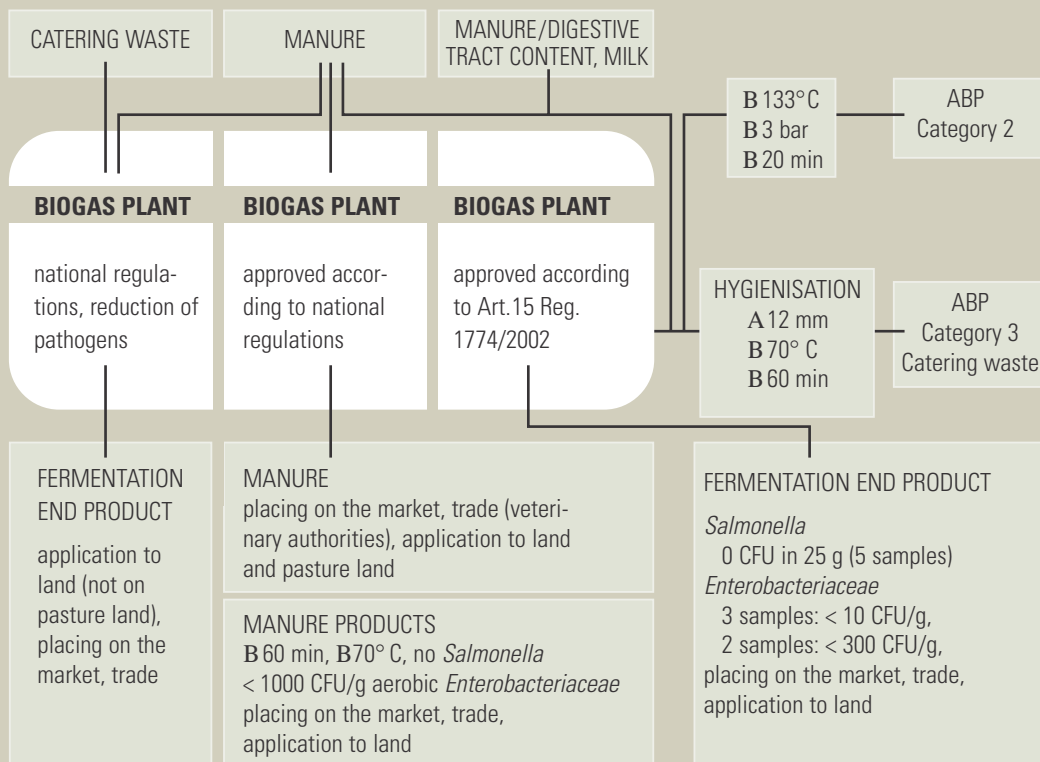 CATERING WASTE
MANURE
MANURE/DIGESTIVE
TRACT CONTENT, MILK
B 133° C
B 3 bar
B 20 min
ABP
Category 2
BIOGAS PLANT
national regula-
tions, reduction of
pathogens
BIOGAS PLANT
approved accor-
ding to national
regulations
BIOGAS PLANT
approved according
to Art.15 Reg.
1774/2002
HYGIENISATION
A 12 mm
B 70° C
B 60 min
ABP
Category 3
Catering waste
FERMENTATION
END PRODUCT
application to
land (not on
pasture land),
placing on the
market, trade
MANURE
placing on the market, trade (veteri-
nary authorities), application to land
and pasture land
MANURE PRODUCTS
B 60 min, B70° C, no Salmonella
< 1000 CFU/g aerobic Enterobacteriaceae
placing on the market, trade,
application to land
FERMENTATION END PRODUCT
Salmonella
0 CFU in 25 g (5 samples)
Enterobacteriaceae
3 samples: < 10 CFU/g,
2 samples: < 300 CFU/g,
placing on the market, trade,
application to land